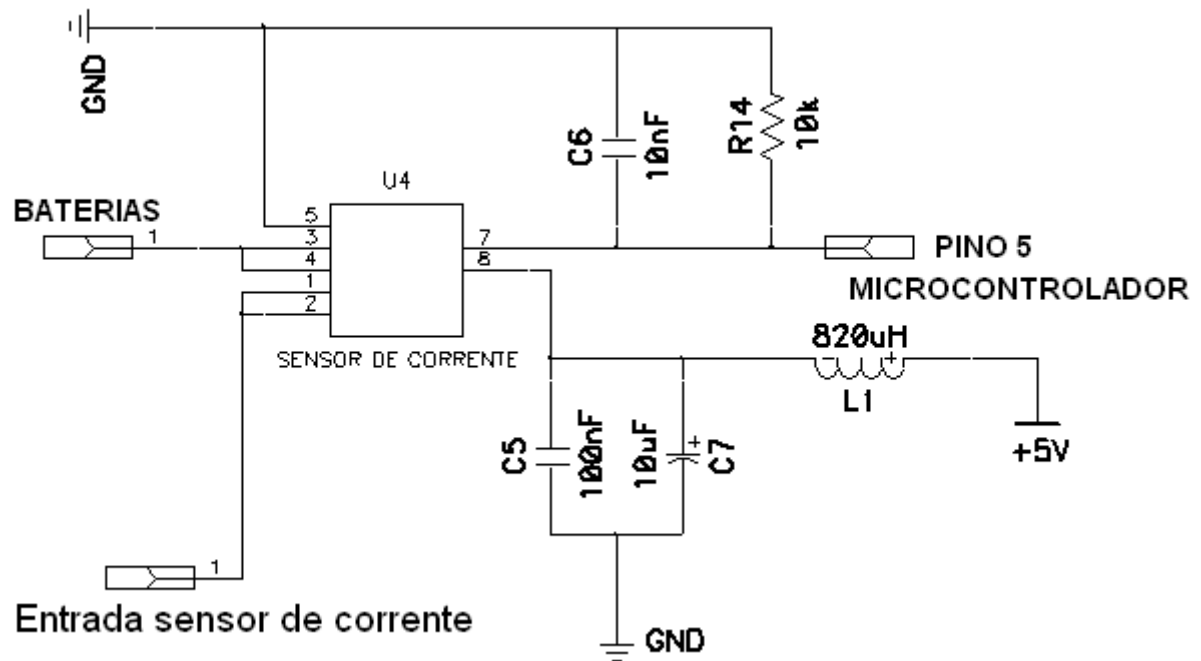 GND
C6
10nF
R14
10k
U4
BATERIAS
1
5
3
4
1
2
7
8
PINO 5
MICROCONTROLADOR
SENSOR DE CORRENTE
820uH
L1
+5V
C5
100nF
10uF
+
C7
1
Entrada sensor de corrente
GND